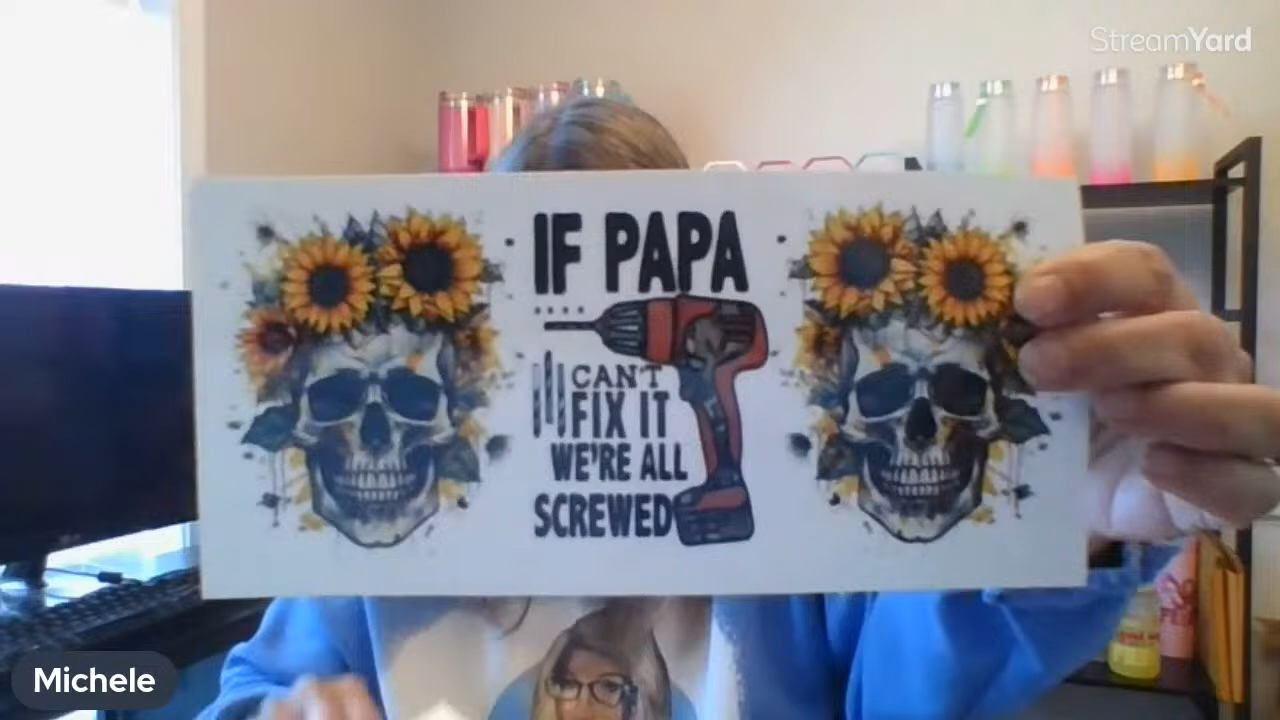 StreamYard
IF PAPA
CAN'T
FIX IT
WE'RE ALL
SCREWED
Michele